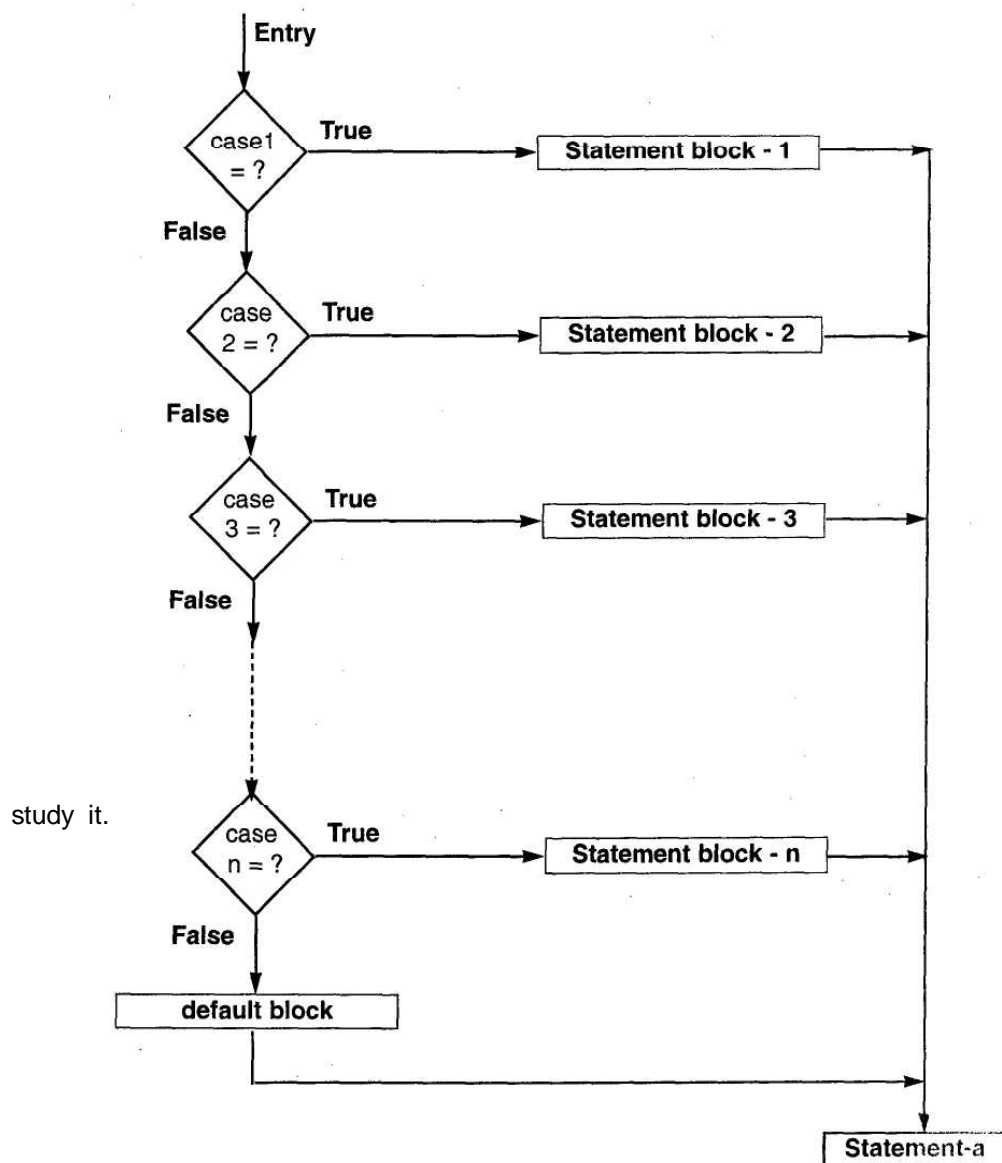 Entry
case1
= ?
True
Statement block - 1
False
case
2 = ?
True
Statement block - 2
False
case
3 = ?
True
Statement block - 3
False
study it.
case
n = ?
True
Statement block - n
False
default block
Statement-a